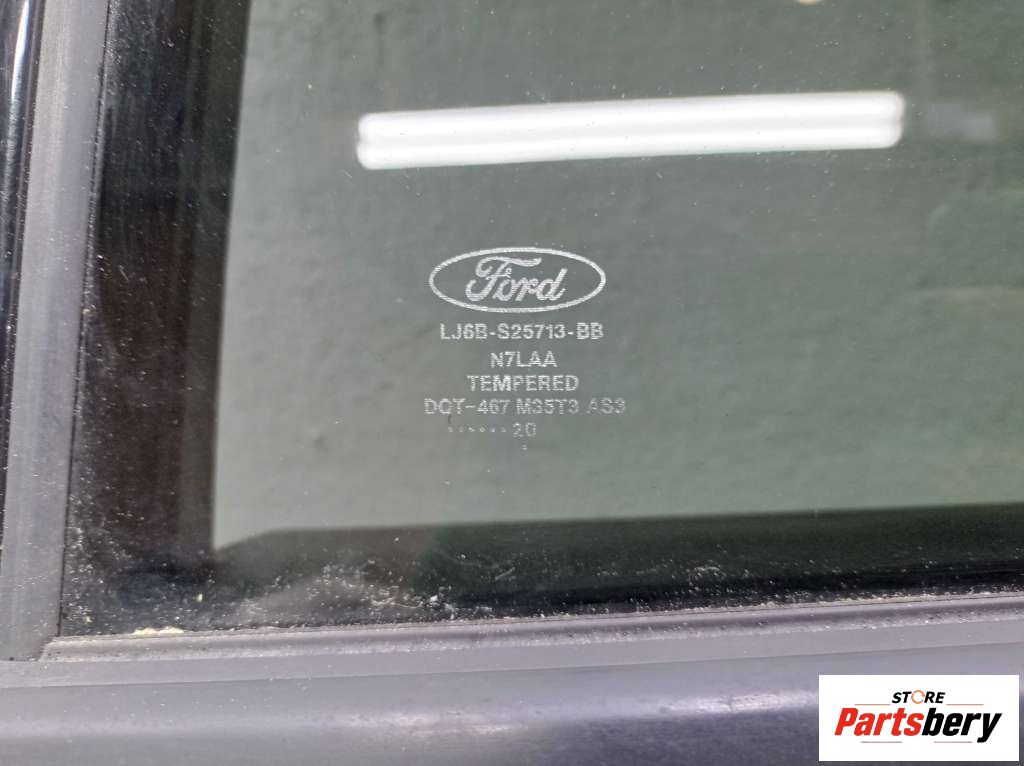 Ford
LJ6B-S25713-BB
N7LAA
TEMPERED
DOT-467 M35T3 AS3
...... 20
STORE
Partsbery